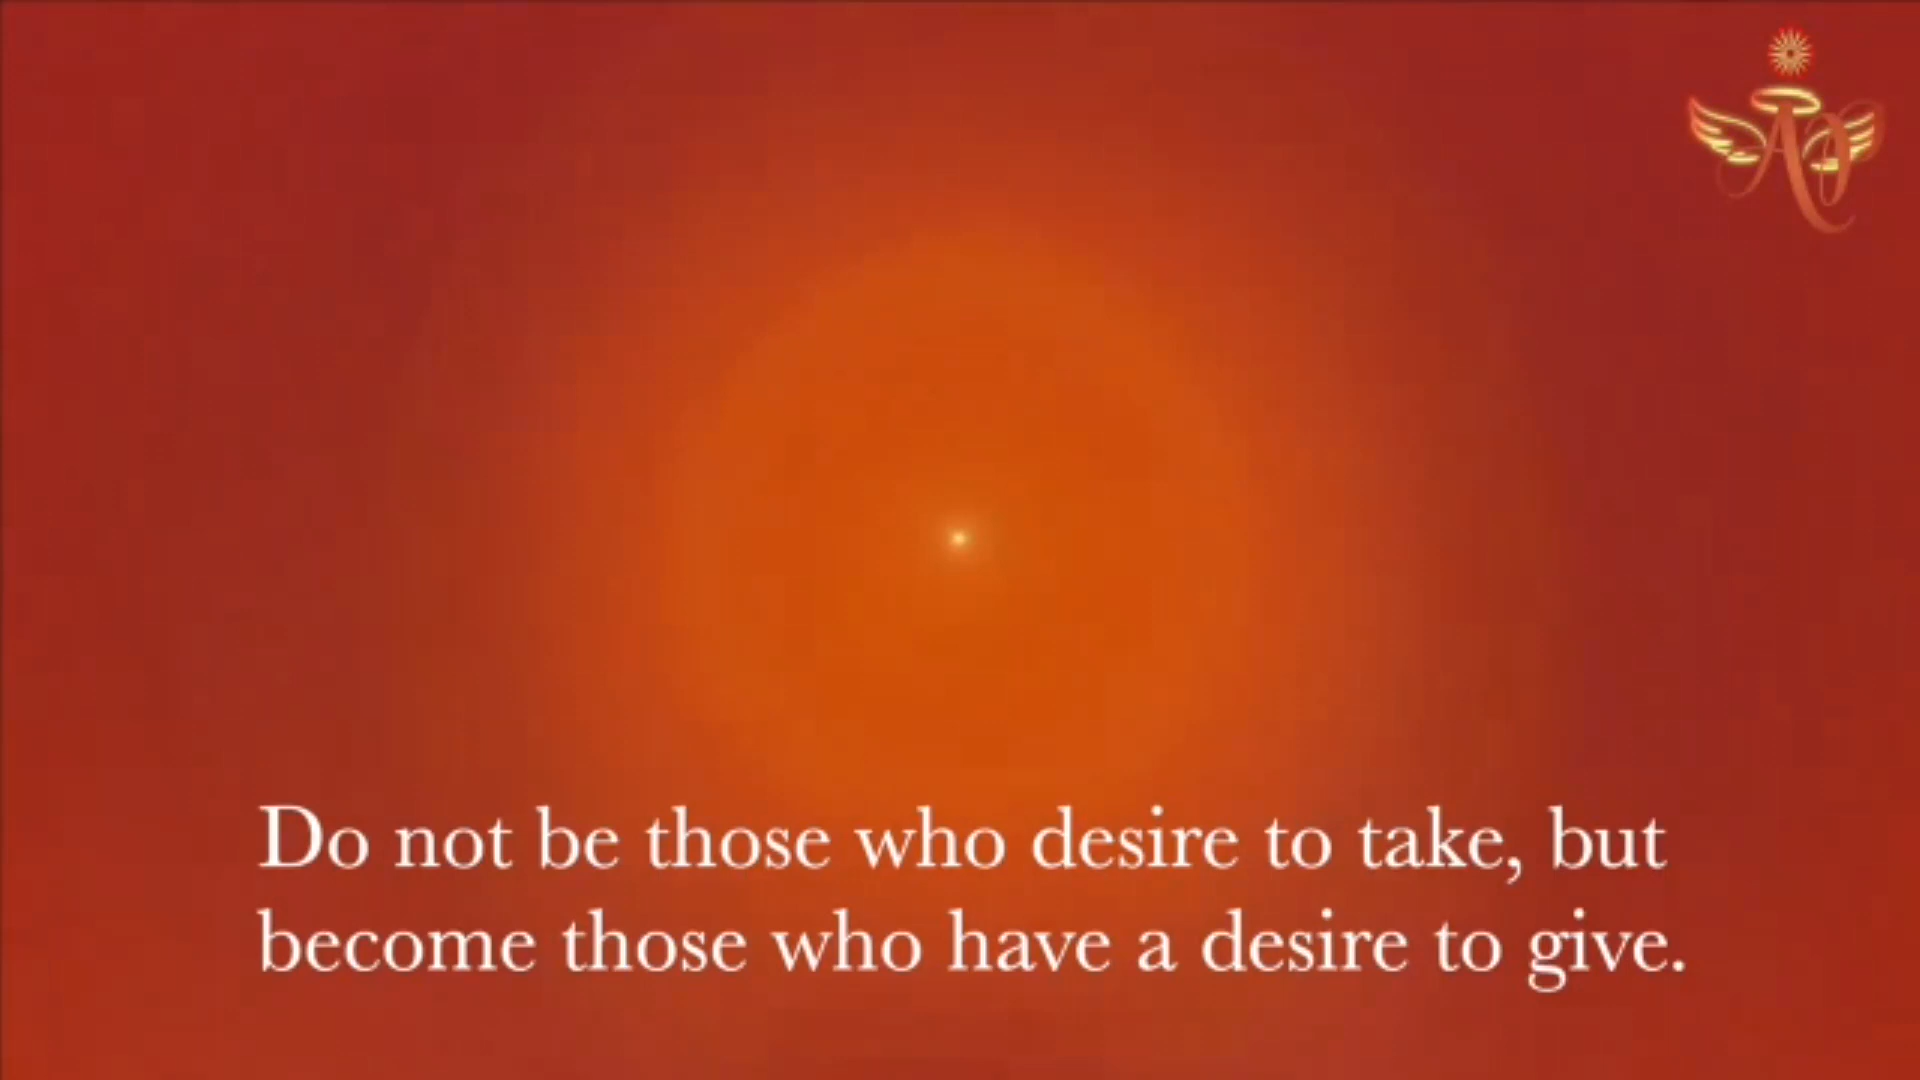 Do not be those who desire to take, but
become those who have a desire to give.